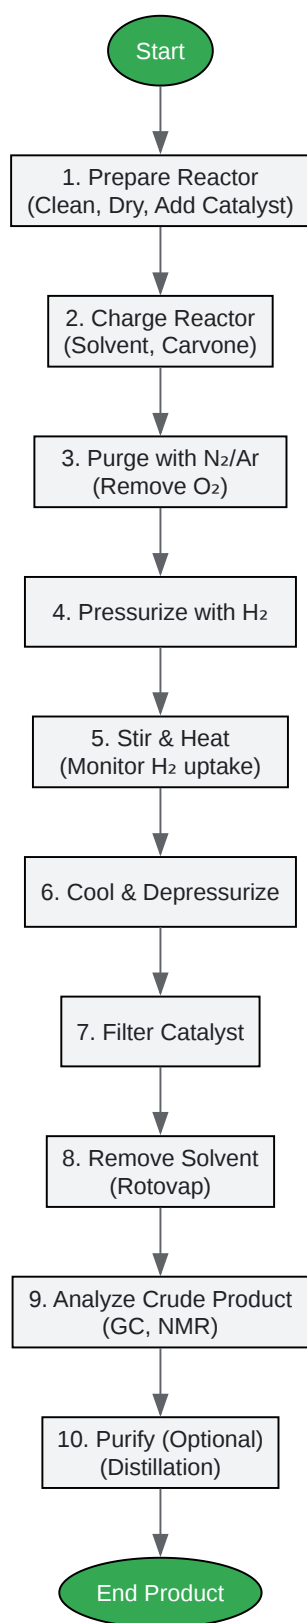 Start
1. Prepare Reactor
(Clean, Dry, Add Catalyst)
2. Charge Reactor
(Solvent, Carvone)
3. Purge with N₂/Ar
(Remove O₂)
4. Pressurize with H₂
5. Stir & Heat
(Monitor H₂ uptake)
6. Cool & Depressurize
7. Filter Catalyst
8. Remove Solvent
(Rotovap)
9. Analyze Crude Product
(GC, NMR)
10. Purify (Optional)
(Distillation)
End Product